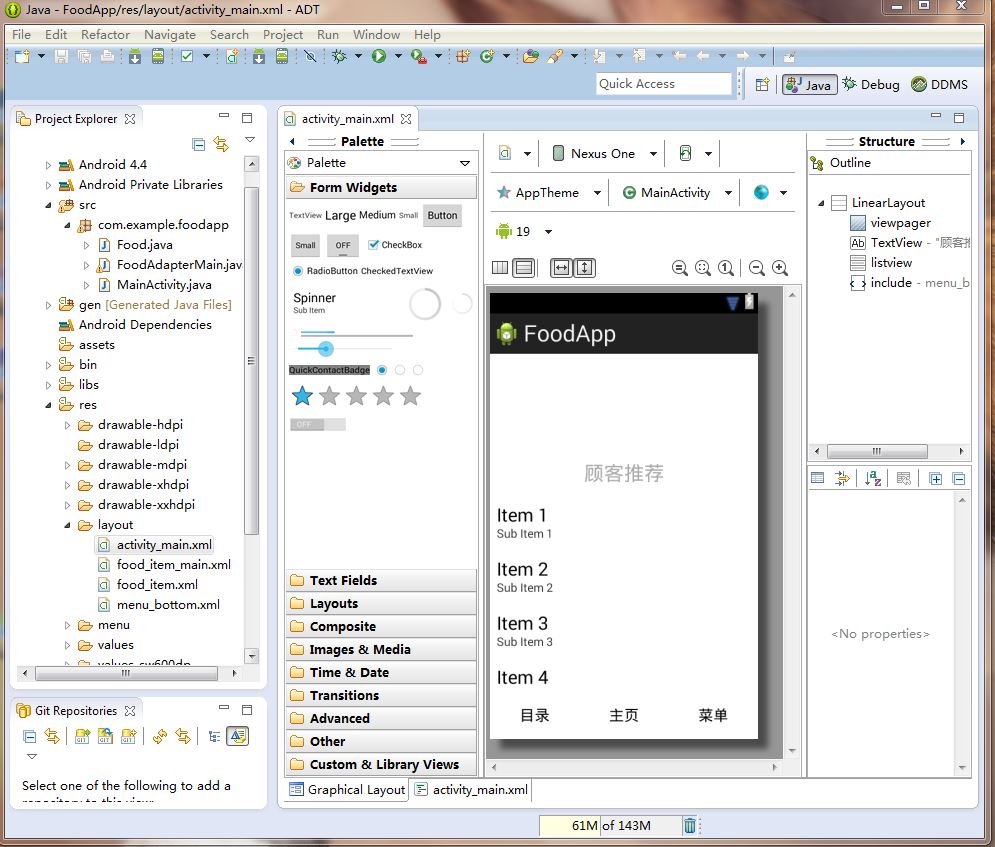 Java - FoodApp/res/layout/activity_main.xml - ADT
File Edit Refactor Navigate Search Project Run Window Help
Quick Access
Java Debug DDMS
Project Explorer
Android 4.4
Android Private Libraries
src
com.example.foodapp
Food.java
FoodAdapterMain.java
MainActivity.java
gen [Generated Java Files]
Android Dependencies
assets
bin
libs
res
drawable-hdpi
drawable-ldpi
drawable-mdpi
drawable-xhdpi
drawable-xxhdpi
layout
activity_main.xml
food_item_main.xml
food_item.xml
menu_bottom.xml
menu
values
values-sw600dp
Git Repositories
Select one of the following to add a
repository to this view:
activity_main.xml
Palette
Palette
Form Widgets
TextView Large Medium Small Button
Small OFF CheckBox
RadioButton CheckedTextView
Spinner
Sub Item
QuickContactBadge
OFF
Text Fields
Layouts
Composite
Images & Media
Time & Date
Transitions
Advanced
Other
Custom & Library Views
Graphical Layout activity_main.xml
Nexus One
AppTheme MainActivity
19
FoodApp
顾客推荐
Item 1
Sub Item 1
Item 2
Sub Item 2
Item 3
Sub Item 3
Item 4
目录 主页 菜单
Structure
Outline
LinearLayout
viewpager
Ab TextView - "顾客推
listview
include - menu_b
<No properties>
61M of 143M